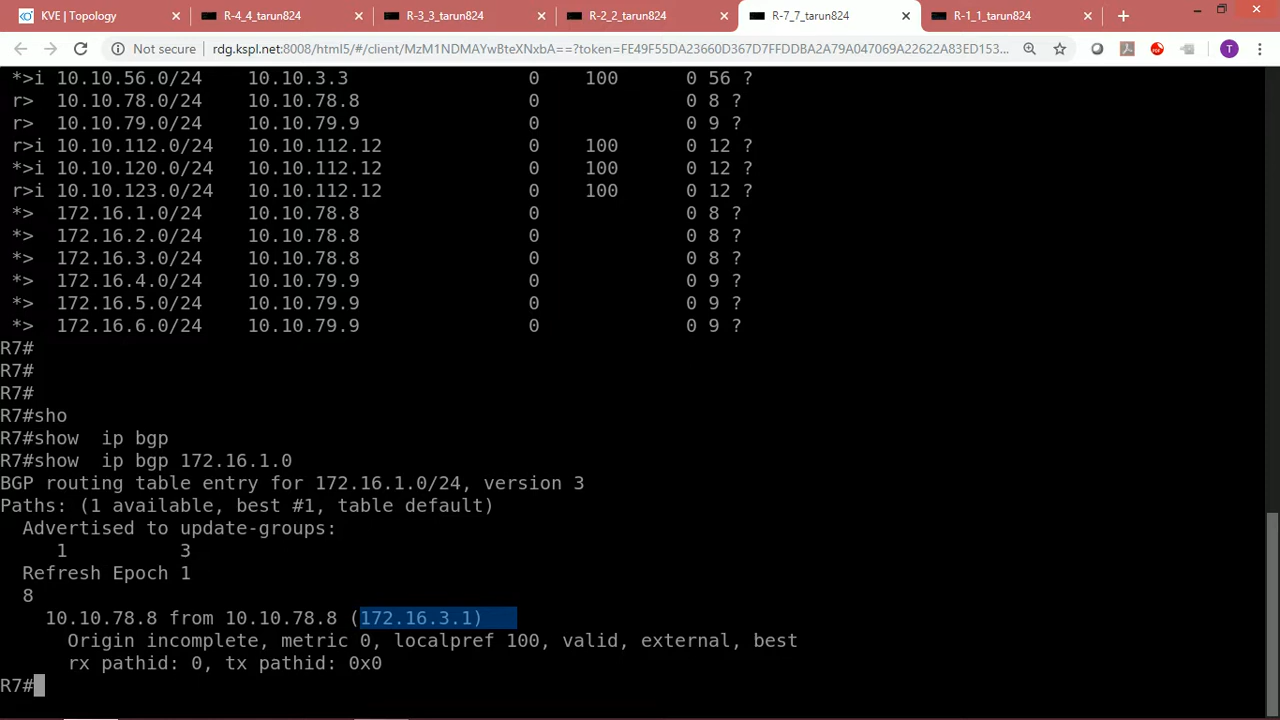 KVE | Topology
R-4_4_tarun824
R-3_3_tarun824
R-2_2_tarun824
R-7_7_tarun824
R-1_1_tarun824
Not secure
rdg.kspl.net:8008/html5/#/client/MzM1NDMAYwBteXNxbA==?token=FE49F55DA23660D367D7FFDDBA2A79A047069A22622A83ED153...
T
*>i 10.10.56.0/24 10.10.3.3 0 100 0 56 ?
r> 10.10.78.0/24 10.10.78.8 0 0 8 ?
r> 10.10.79.0/24 10.10.79.9 0 0 9 ?
r>i 10.10.112.0/24 10.10.112.12 0 100 0 12 ?
*>i 10.10.120.0/24 10.10.112.12 0 100 0 12 ?
r>i 10.10.123.0/24 10.10.112.12 0 100 0 12 ?
*> 172.16.1.0/24 10.10.78.8 0 0 8 ?
*> 172.16.2.0/24 10.10.78.8 0 0 8 ?
*> 172.16.3.0/24 10.10.78.8 0 0 8 ?
*> 172.16.4.0/24 10.10.79.9 0 0 9 ?
*> 172.16.5.0/24 10.10.79.9 0 0 9 ?
*> 172.16.6.0/24 10.10.79.9 0 0 9 ?
R7#
R7#
R7#
R7#sho
R7#show  ip bgp
R7#show  ip bgp 172.16.1.0
BGP routing table entry for 172.16.1.0/24, version 3
Paths: (1 available, best #1, table default)
Advertised to update-groups:
1 3
Refresh Epoch 1
8
10.10.78.8 from 10.10.78.8 (172.16.3.1)
Origin incomplete, metric 0, localpref 100, valid, external, best
rx pathid: 0, tx pathid: 0x0
R7#